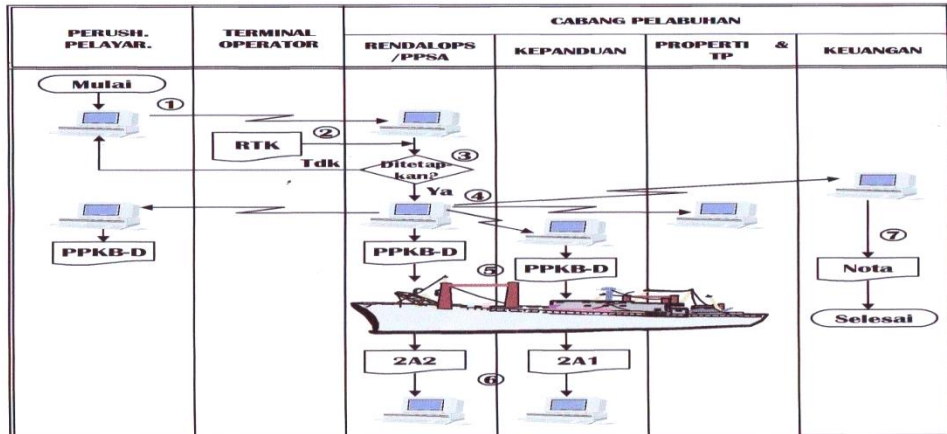 CABANG PELABUHAN
PERUSH.
PELAYAR.
TERMINAL
OPERATOR
RENDALOPS
/PPSA
KEPANDUAN
PROPERTI &
TP
KEUANGAN
Mulai
①
②
RTK
③
Tdk
Ditetap-
kan?
Ya
④
PPKB-D
PPKB-D
⑤
PPKB-D
⑦
Nota
Selesai
2A2
2A1
⑥